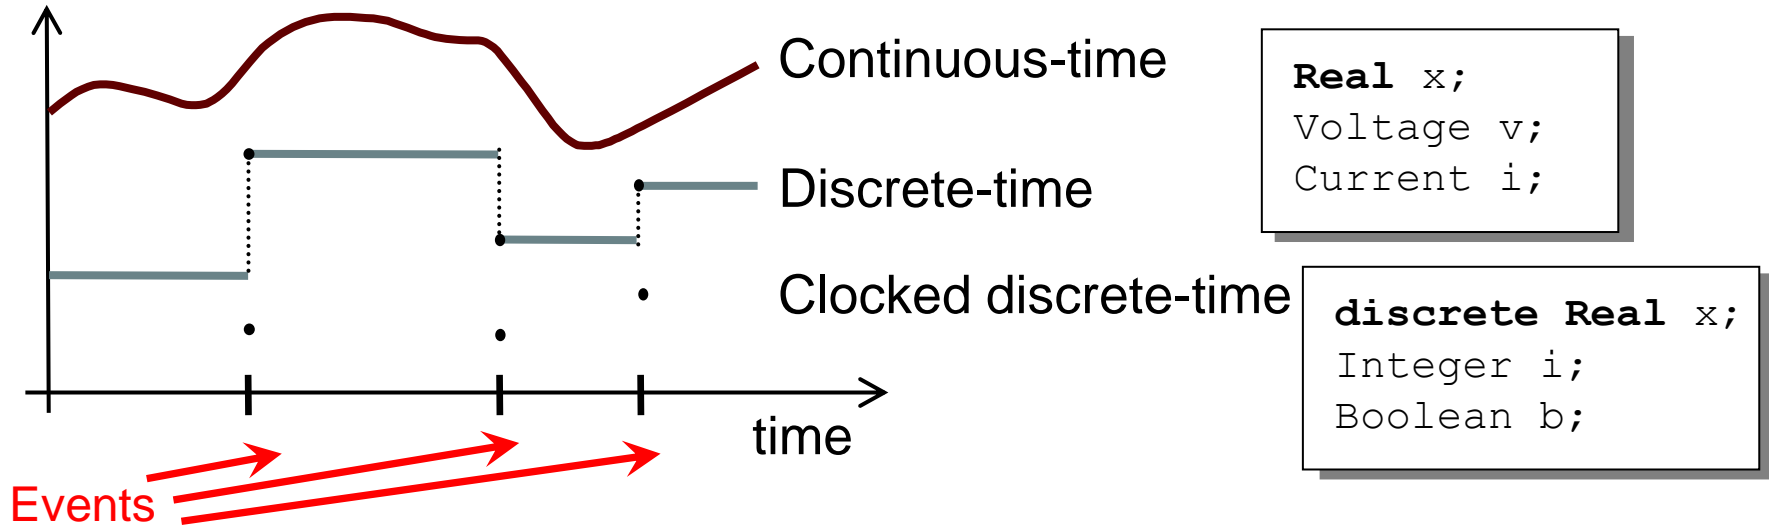 Continuous-time
Discrete-time
Clocked discrete-time
time
Events
Real x;
Voltage v;
Current i;
discrete Real x;
Integer i;
Boolean b;